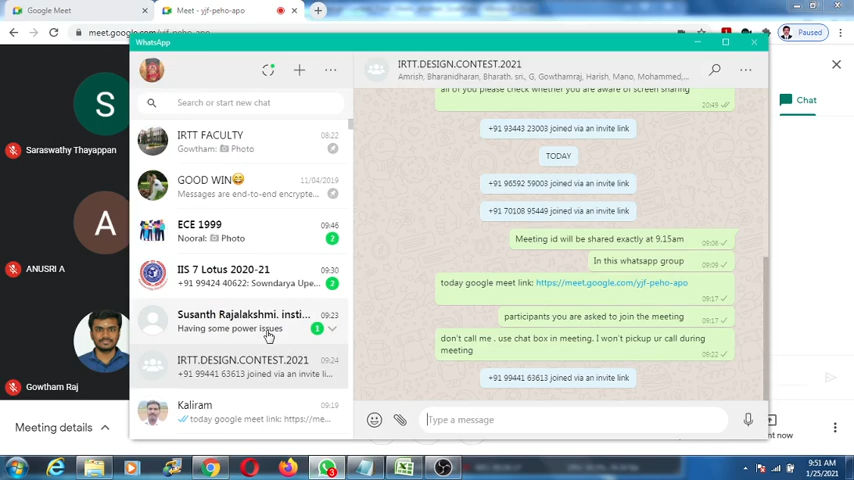 Google Meet
Meet - yjf-peho-apo
meet.google.com/yjf-peho-apo
Paused
WhatsApp
Search or start new chat
IRTT FACULTY
08:22
Gowtham: Photo
GOOD WIN😅
11/04/2019
Messages are end-to-end encrypte...
ECE 1999
09:46
Nooral: Photo
2
IIS 7 Lotus 2020-21
09:30
+91 99424 40622: Sowndarya Upe...
2
Susanth Rajalakshmi. insti...
09:23
Having some power issues
1
IRTT.DESIGN.CONTEST.2021
09:24
+91 99441 63613 joined via an invite li...
Kaliram
09:19
today google meet link: https://me...
IRTT.DESIGN.CONTEST.2021
Amrish, Bharanidharan, Bharath. sri., G, Gowthamraj, Harish, Mano, Mohammed,...
all of you please check whether you are aware of screen sharing
20:49
+91 93443 23003 joined via an invite link
TODAY
+91 96592 59003 joined via an invite link
+91 70108 95449 joined via an invite link
Meeting id will be shared exactly at 9.15am
09:08
In this whatsapp group
09:09
today google meet link: https://meet.google.com/yjf-peho-apo
09:17
participants you are asked to join the meeting
09:17
don't call me . use chat box in meeting. I won't pickup ur call during
meeting
09:22
+91 99441 63613 joined via an invite link
Type a message
S
Saraswathy Thayappan
A
ANUSRI A
Gowtham Raj
Meeting details
Chat
nt now
3
9:51 AM
1/25/2021